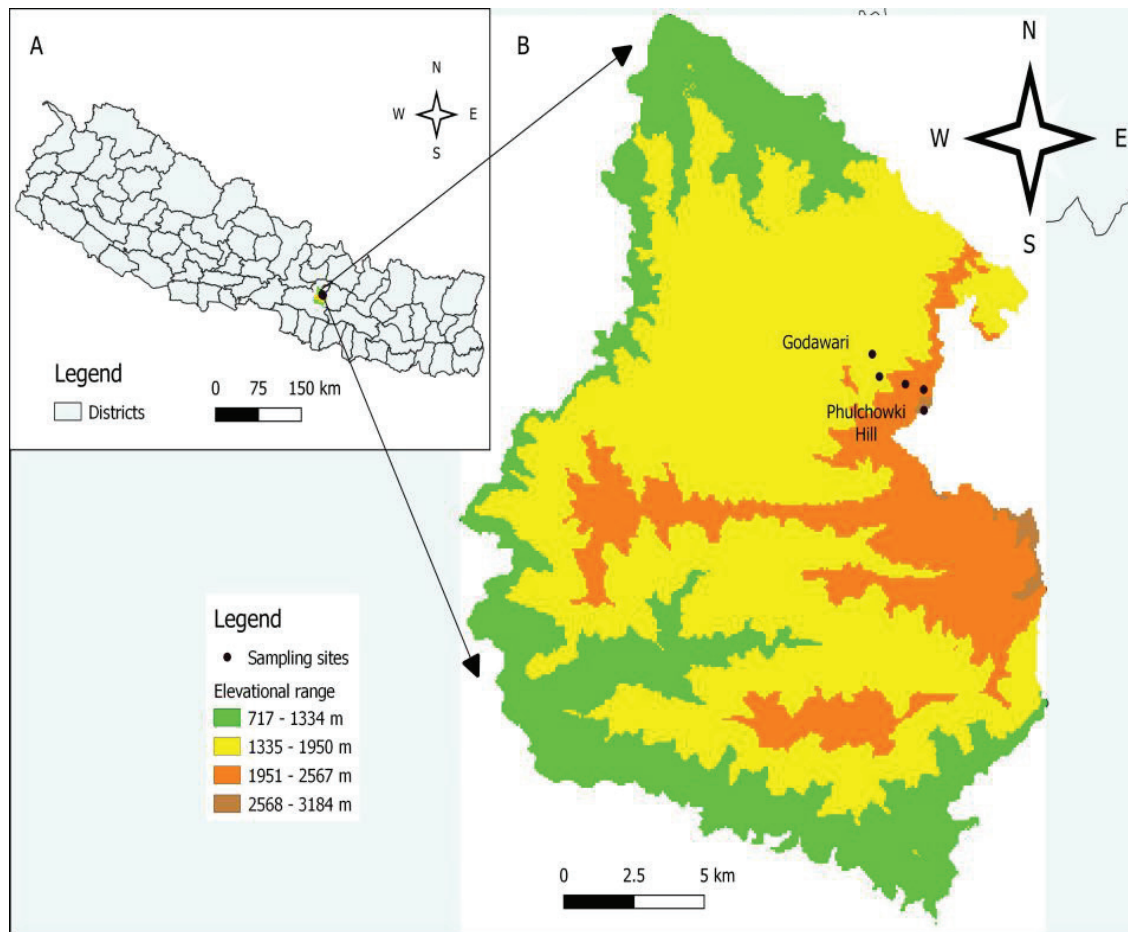 A
N
W
E
S
Legend
Districts
0 75 150 km
B
N
W
E
S
Godawari
Phulchowki
Hill
Legend
Sampling sites
Elevational range
717 - 1334 m
1335 - 1950 m
1951 - 2567 m
2568 - 3184 m
0 2.5 5 km